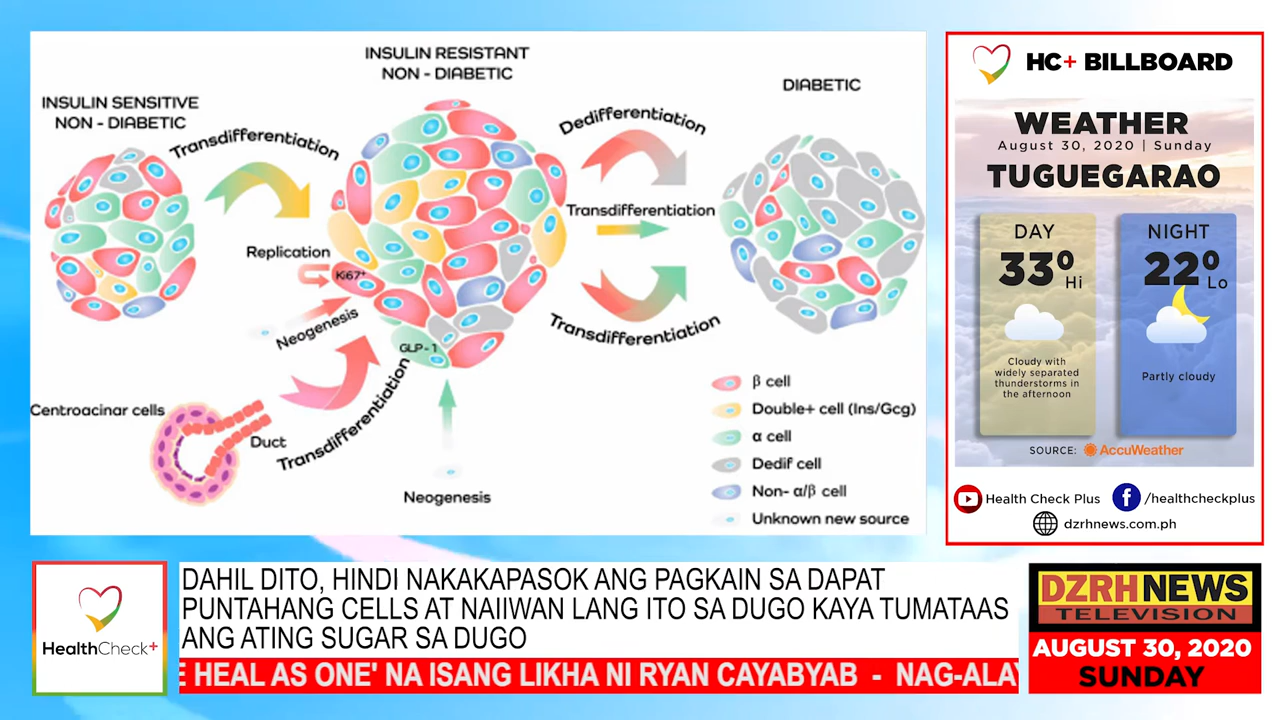 INSULIN SENSITIVE
NON - DIABETIC
Transdifferentiation
INSULIN RESISTANT
NON - DIABETIC
DIABETIC
Dedifferentiation
Transdifferentiation
Transdifferentiation
Replication
Ki67⁺
Neogenesis
GLP-1
Transdifferentiation
Centroacinar cells
Duct
Neogenesis
β cell
Double+ cell (Ins/Gcg)
α cell
Dedif cell
Non- α/β cell
Unknown new source
HC+ BILLBOARD
WEATHER
August 30, 2020 | Sunday
TUGUEGARAO
DAY
33⁰ Hi
Cloudy with
widely separated
thunderstorms in
the afternoon
NIGHT
22⁰ Lo
Partly cloudy
SOURCE: AccuWeather
Health Check Plus /healthcheckplus
dzrhnews.com.ph
HealthCheck+
DAHIL DITO, HINDI NAKAKAPASOK ANG PAGKAIN SA DAPAT
PUNTAHANG CELLS AT NAIIWAN LANG ITO SA DUGO KAYA TUMATAAS
ANG ATING SUGAR SA DUGO
E HEAL AS ONE' NA ISANG LIKHA NI RYAN CAYABYAB - NAG-ALAY
DZRH NEWS
TELEVISION
AUGUST 30, 2020
SUNDAY